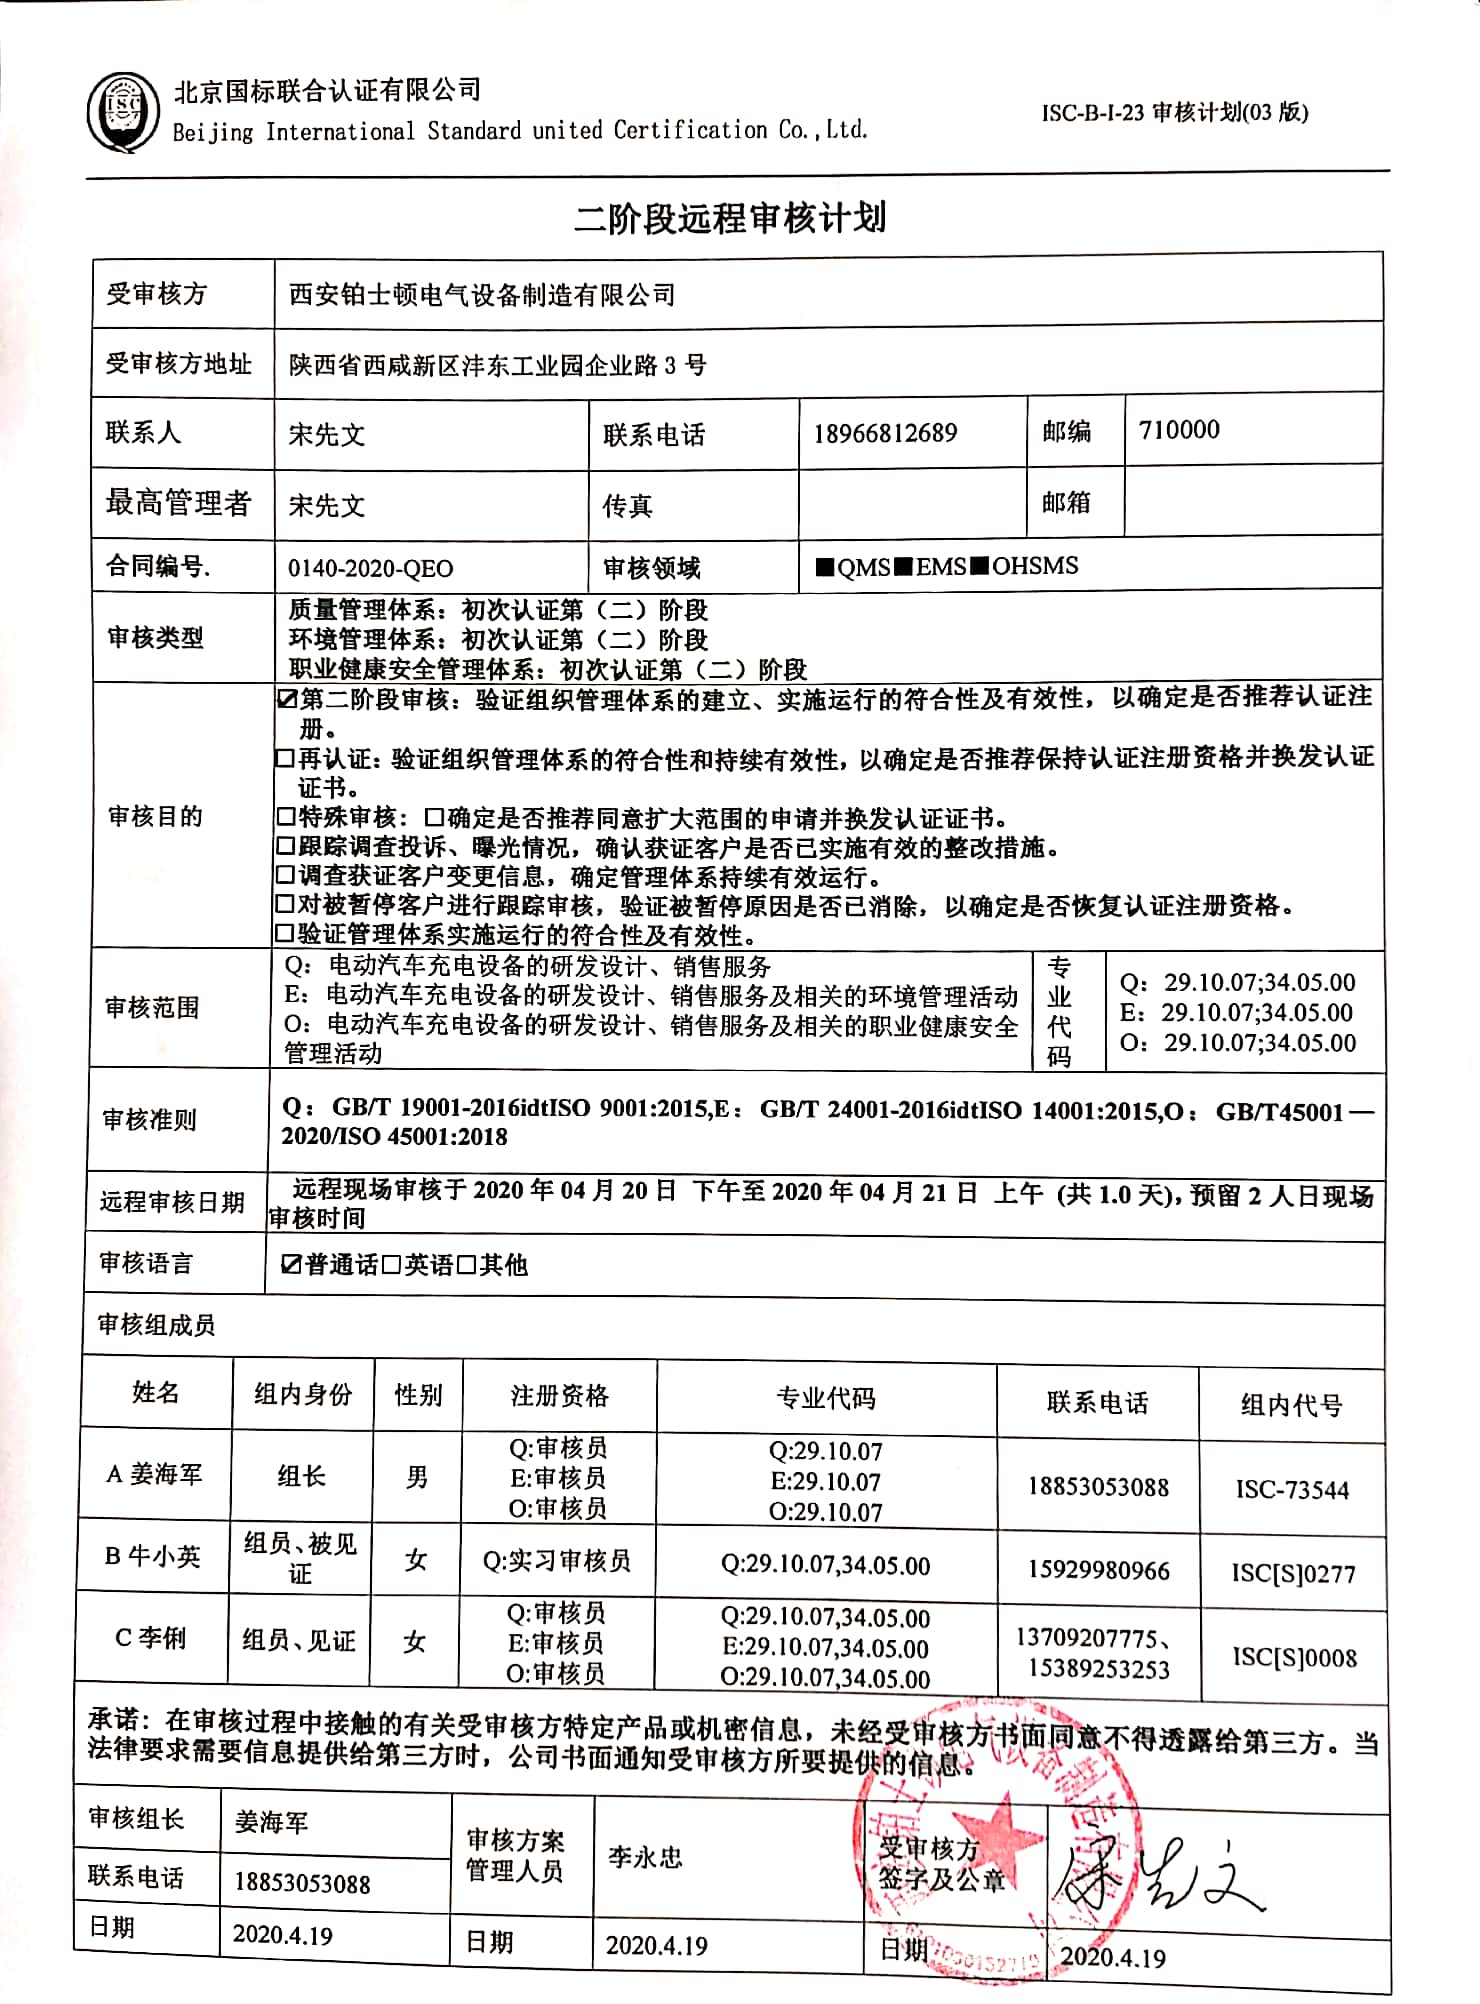 ISC
北京国标联合认证有限公司
Beijing International Standard united Certification Co.,Ltd.
ISC-B-I-23 审核计划(03 版)
二阶段远程审核计划
受审核方 西安铂士顿电气设备制造有限公司
受审核方地址 陕西省西咸新区沣东工业园企业路 3 号
联系人 宋先文 联系电话 18966812689 邮编 710000
最高管理者 宋先文 传真 邮箱
合同编号. 0140-2020-QEO 审核领域 ■QMS■EMS■OHSMS
审核类型
质量管理体系：初次认证第（二）阶段
环境管理体系：初次认证第（二）阶段
职业健康安全管理体系：初次认证第（二）阶段
审核目的
☑第二阶段审核：验证组织管理体系的建立、实施运行的符合性及有效性，以确定是否推荐认证注
册。
□再认证：验证组织管理体系的符合性和持续有效性，以确定是否推荐保持认证注册资格并换发认证
证书。
□特殊审核：□确定是否推荐同意扩大范围的申请并换发认证证书。
□跟踪调查投诉、曝光情况，确认获证客户是否已实施有效的整改措施。
□调查获证客户变更信息，确定管理体系持续有效运行。
□对被暂停客户进行跟踪审核，验证被暂停原因是否已消除，以确定是否恢复认证注册资格。
□验证管理体系实施运行的符合性及有效性。
审核范围
Q：电动汽车充电设备的研发设计、销售服务
E：电动汽车充电设备的研发设计、销售服务及相关的环境管理活动
O：电动汽车充电设备的研发设计、销售服务及相关的职业健康安全
管理活动
专
业
代
码
Q：29.10.07;34.05.00
E：29.10.07;34.05.00
O：29.10.07;34.05.00
审核准则
Q：GB/T 19001-2016idtISO 9001:2015,E：GB/T 24001-2016idtISO 14001:2015,O：GB/T45001—
2020/ISO 45001:2018
远程审核日期
远程现场审核于 2020 年 04 月 20 日 下午至 2020 年 04 月 21 日 上午 (共 1.0 天)，预留 2 人日现场
审核时间
审核语言 ☑普通话□英语□其他
审核组成员
姓名 组内身份 性别 注册资格 专业代码 联系电话 组内代号
A 姜海军 组长 男
Q:审核员
E:审核员
O:审核员
Q:29.10.07
E:29.10.07
O:29.10.07
18853053088 ISC-73544
B 牛小英
组员、被见
证
女 Q:实习审核员 Q:29.10.07,34.05.00 15929980966 ISC[S]0277
C 李俐 组员、见证 女
Q:审核员
E:审核员
O:审核员
Q:29.10.07,34.05.00
E:29.10.07,34.05.00
O:29.10.07,34.05.00
13709207775、
15389253253
ISC[S]0008
承诺：在审核过程中接触的有关受审核方特定产品或机密信息，未经受审核方书面同意不得透露给第三方。当
法律要求需要信息提供给第三方时，公司书面通知受审核方所要提供的信息。
审核组长 姜海军
联系电话 18853053088
日期 2020.4.19
审核方案
管理人员
李永忠
日期 2020.4.19
受审核方
签字及公章
宋先文
日期 2020.4.19